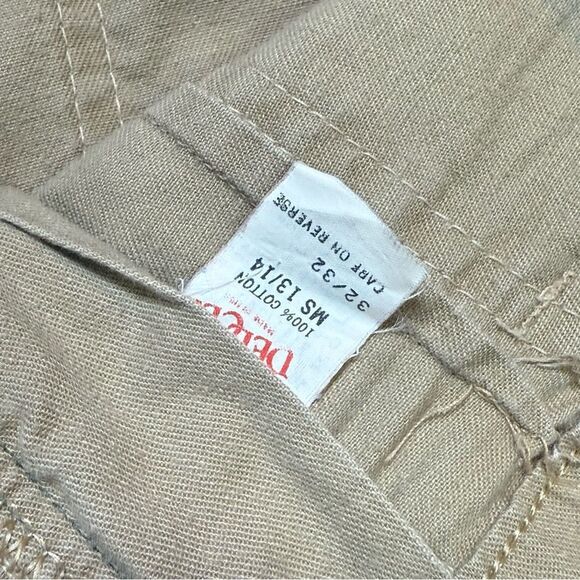 100% COTTON
MS 13/14
32/32
CARE ON REVERSE